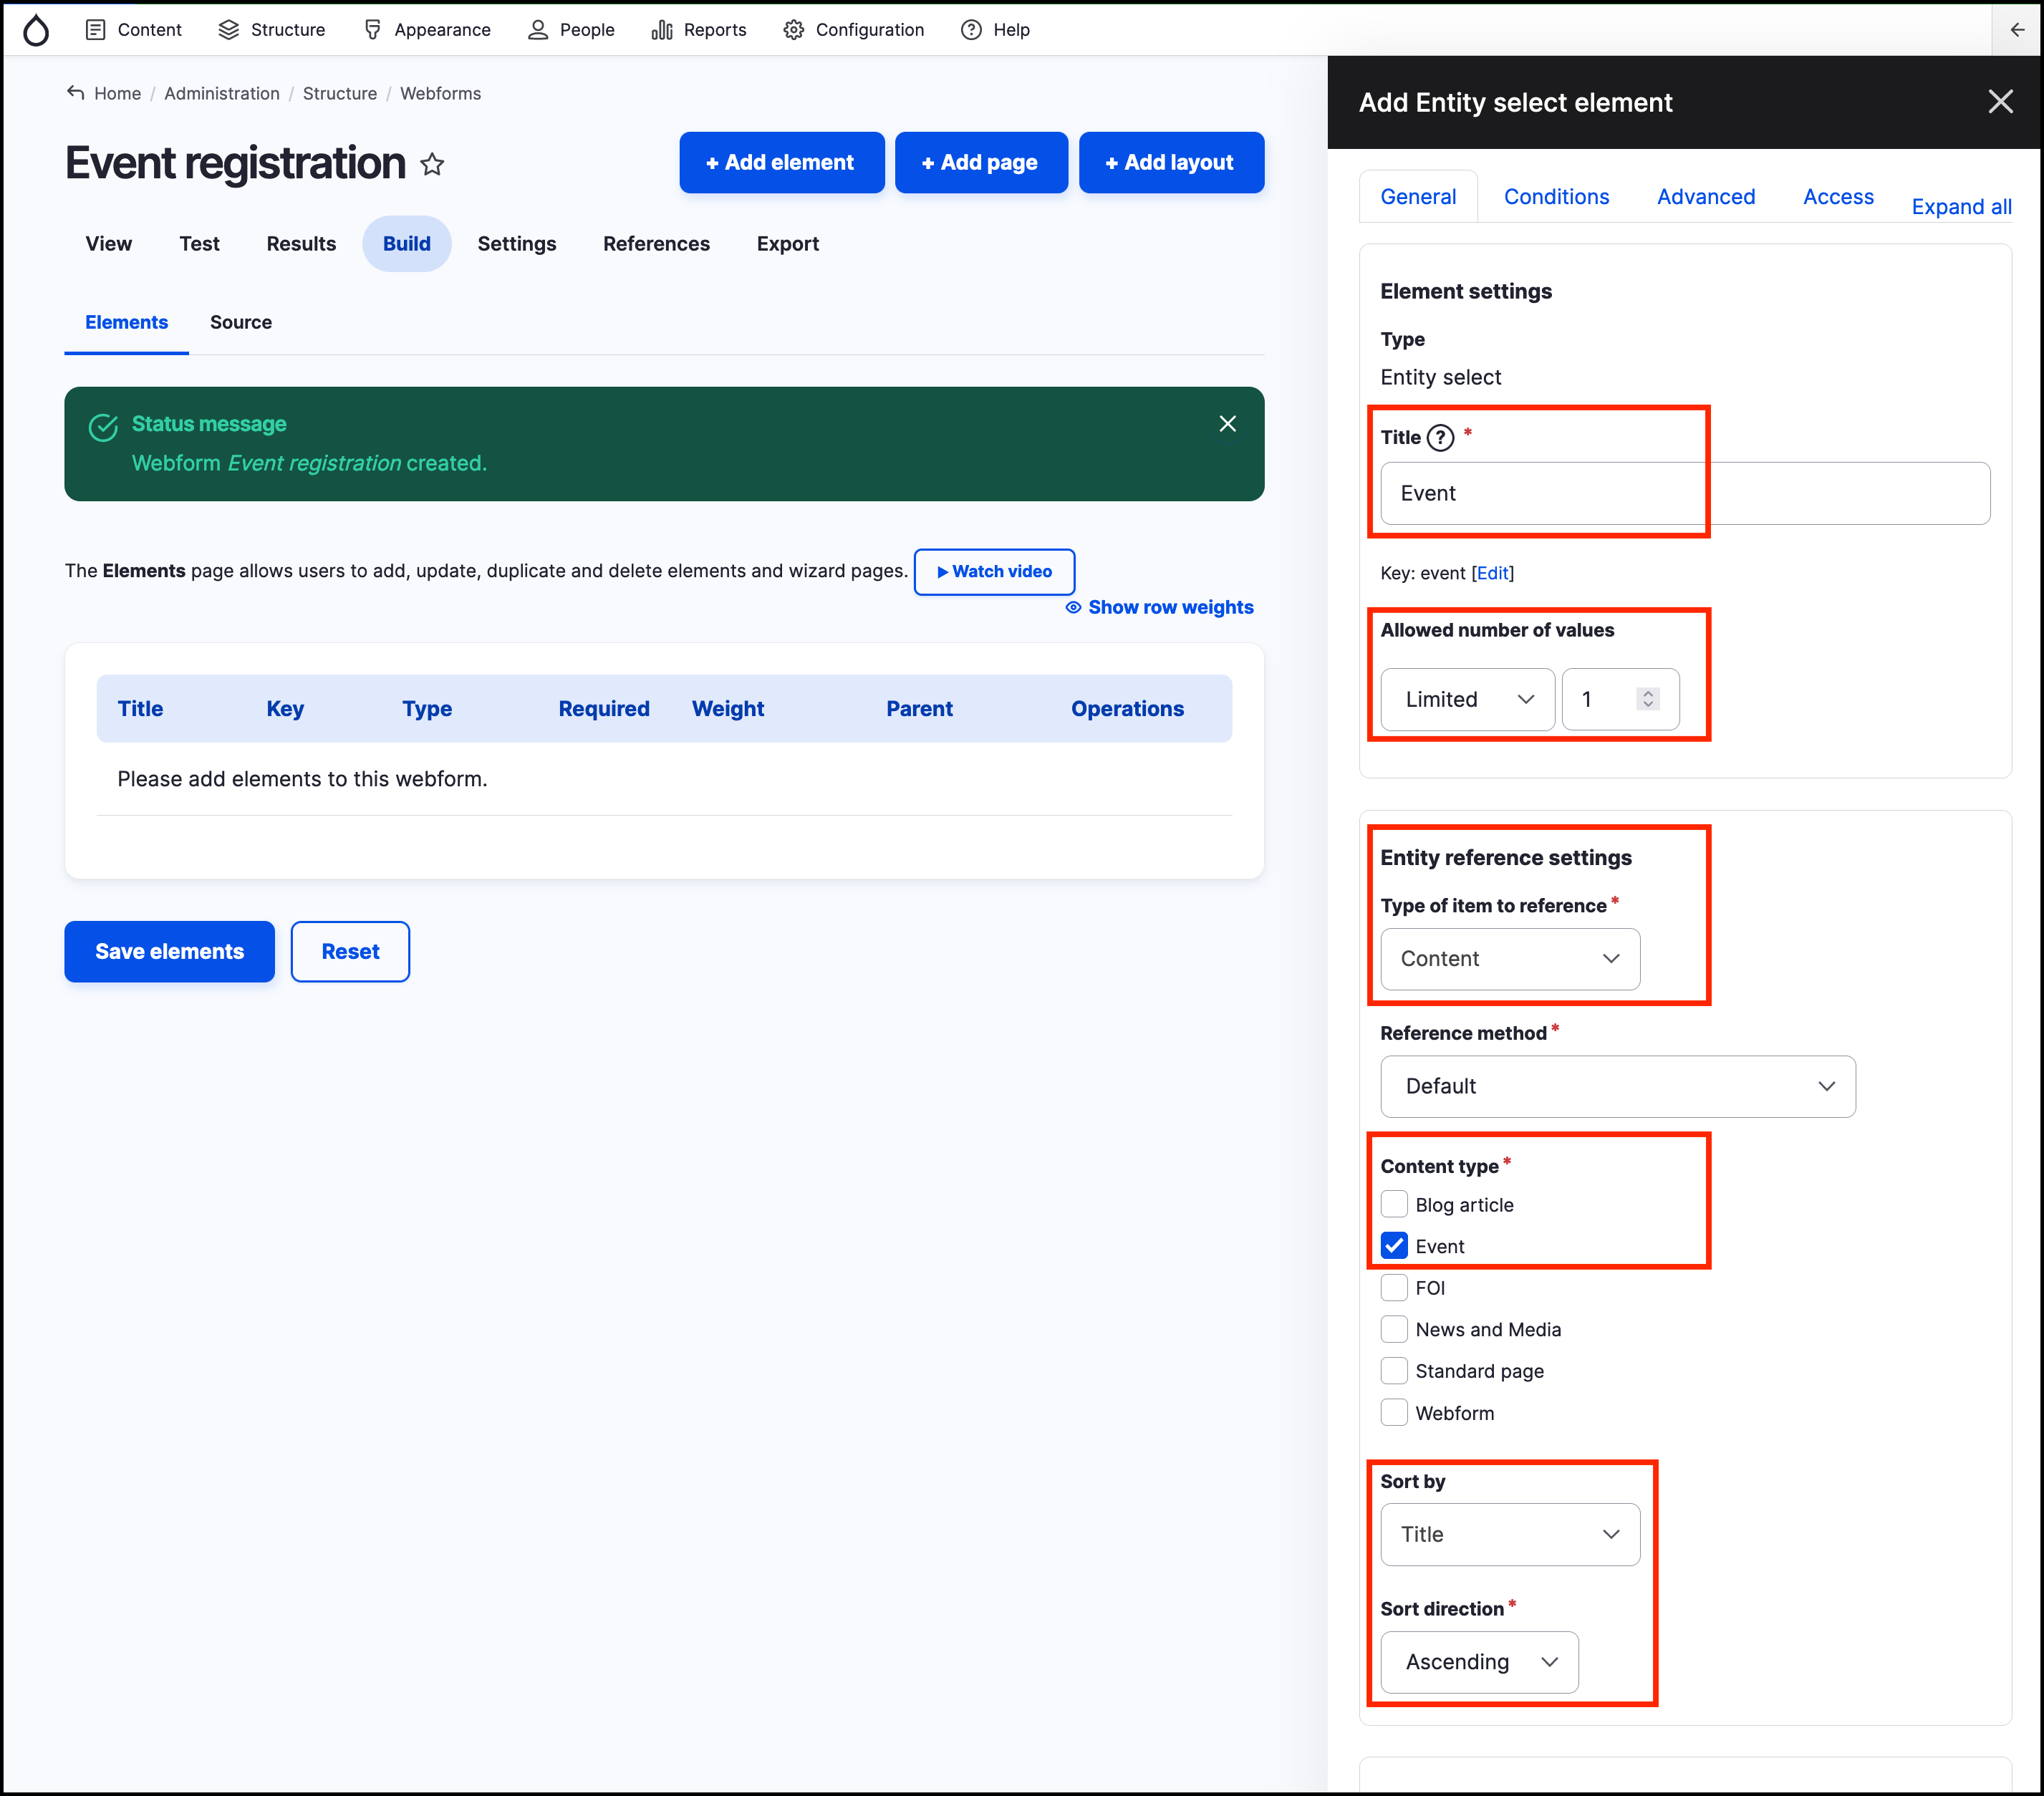 Content Structure Appearance People Reports Configuration Help
Home / Administration / Structure / Webforms
Event registration
+ Add element + Add page + Add layout
View Test Results Build Settings References Export
Elements Source
Status message
Webform Event registration created.
The Elements page allows users to add, update, duplicate and delete elements and wizard pages. Watch video
Show row weights
Title Key Type Required Weight Parent Operations
Please add elements to this webform.
Save elements Reset
Add Entity select element
General Conditions Advanced Access Expand all
Element settings
Type
Entity select
Title ? *
Event
Key: event [Edit]
Allowed number of values
Limited 1
Entity reference settings
Type of item to reference *
Content
Reference method *
Default
Content type *
Blog article
Event
FOI
News and Media
Standard page
Webform
Sort by
Title
Sort direction *
Ascending